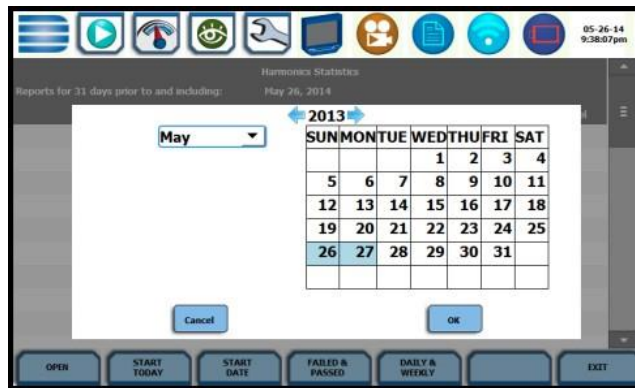 05-26-14
9:38:07pm
Harmonics Statistics
Reports for 31 days prior to and including: May 26, 2014
2013
May
SUN MON TUE WED THU FRI SAT
1 2 3 4
5 6 7 8 9 10 11
12 13 14 15 16 17 18
19 20 21 22 23 24 25
26 27 28 29 30 31
Cancel OK
OPEN START TODAY START DATE FAILED & PASSED DAILY & WEEKLY EXIT